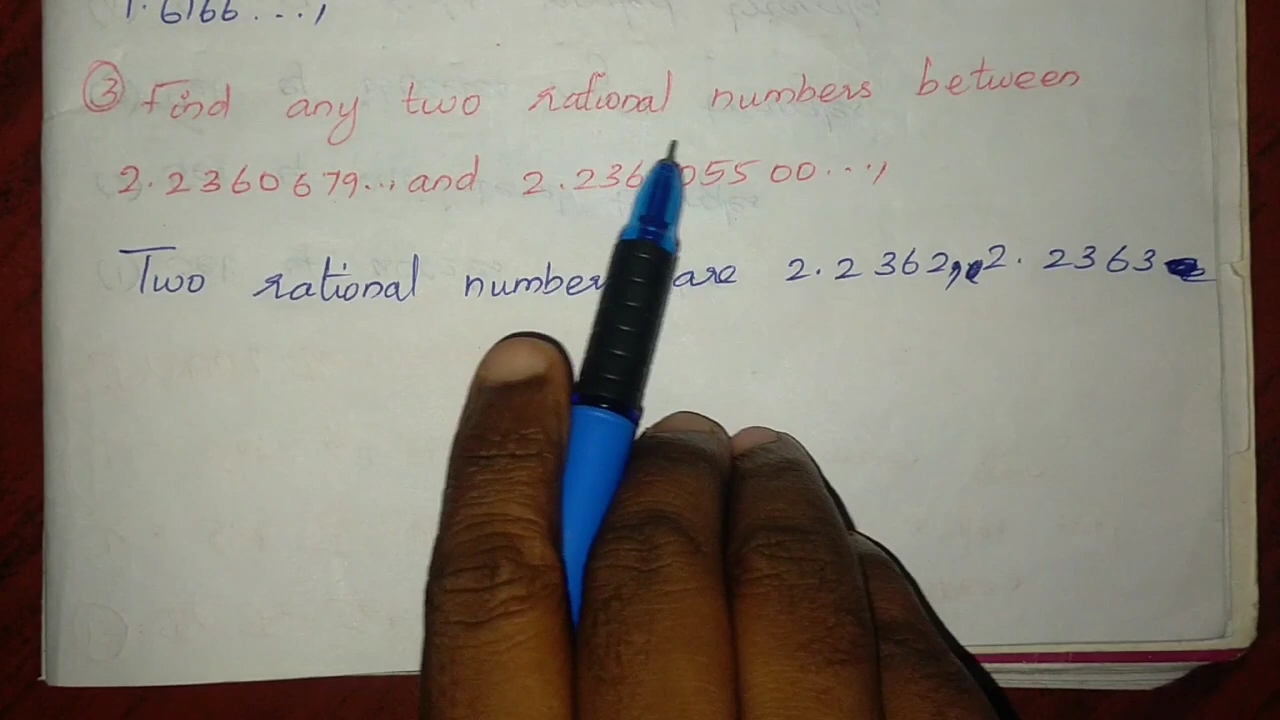 1.6166...,
③ Find any two rational numbers between
2.2360679.., and 2.236 05500...,
Two rational number are 2.2362, 2.2363